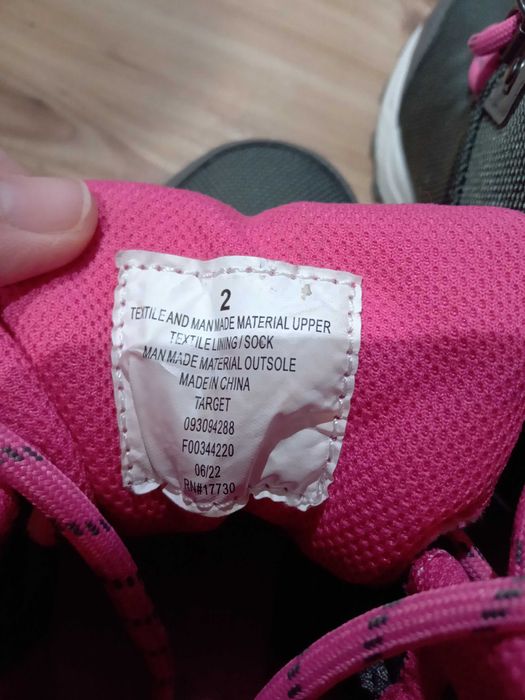 2
TEXTILE AND MAN MADE MATERIAL UPPER
TEXTILE LINING / SOCK
MAN MADE MATERIAL OUTSOLE
MADE IN CHINA
TARGET
093094288
F00344220
06/22
RN#17730